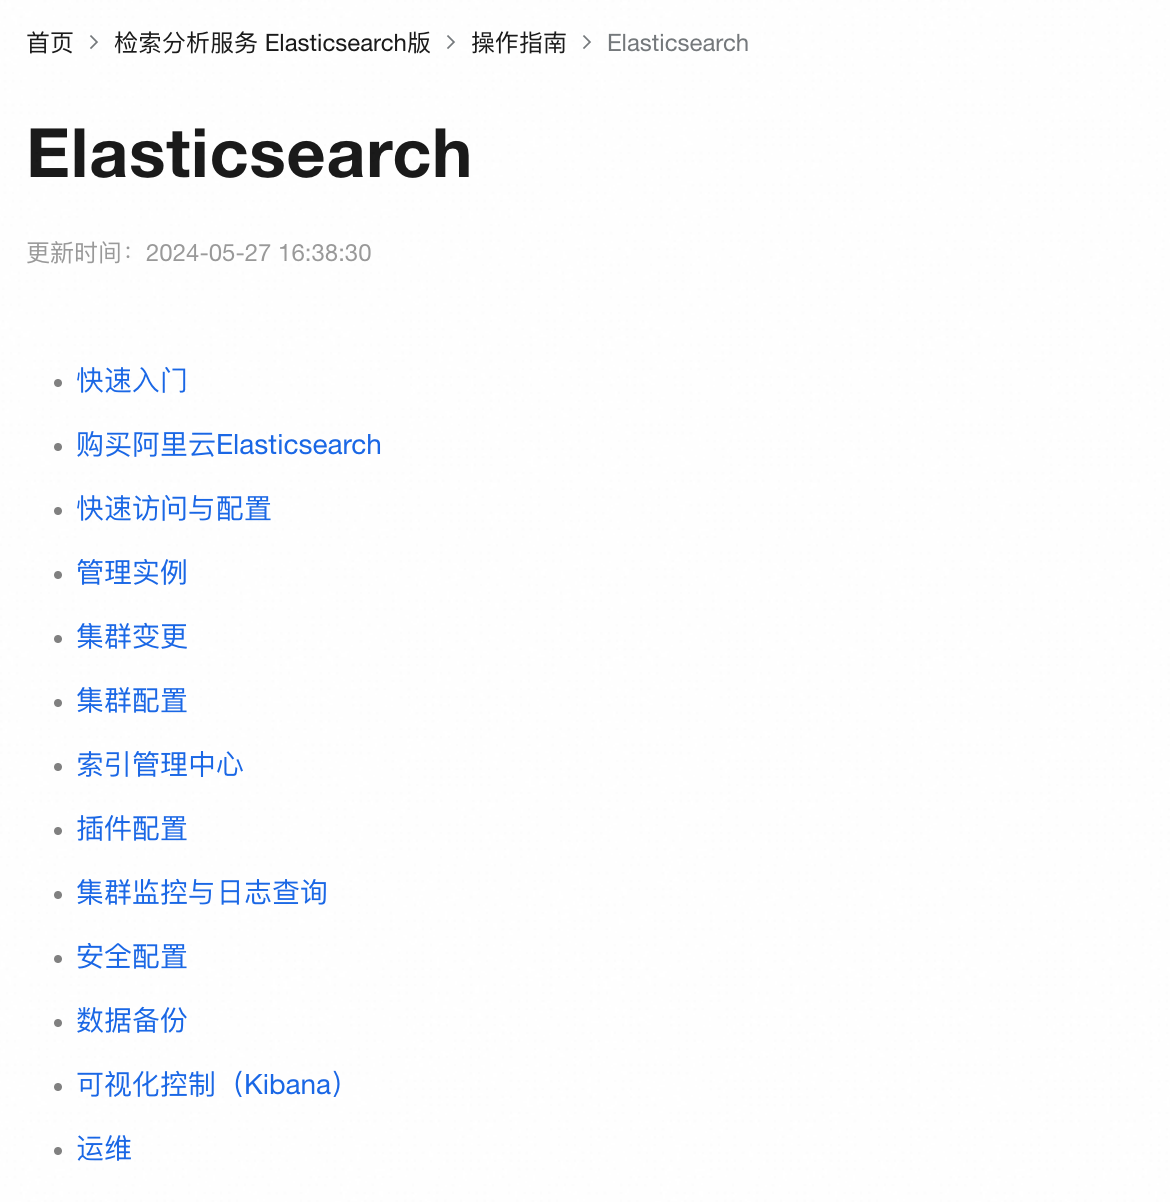 首页 > 检索分析服务 Elasticsearch版 > 操作指南 > Elasticsearch
Elasticsearch
更新时间：2024-05-27 16:38:30
快速入门
购买阿里云Elasticsearch
快速访问与配置
管理实例
集群变更
集群配置
索引管理中心
插件配置
集群监控与日志查询
安全配置
数据备份
可视化控制（Kibana）
运维